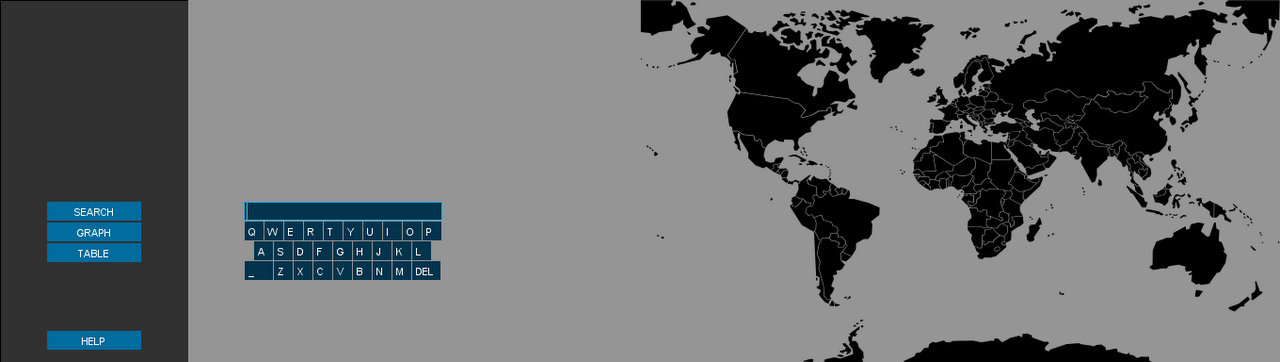 SEARCH
GRAPH
TABLE
HELP
Q W E R T Y U I O P
A S D F G H J K L
_ Z X C V B N M DEL